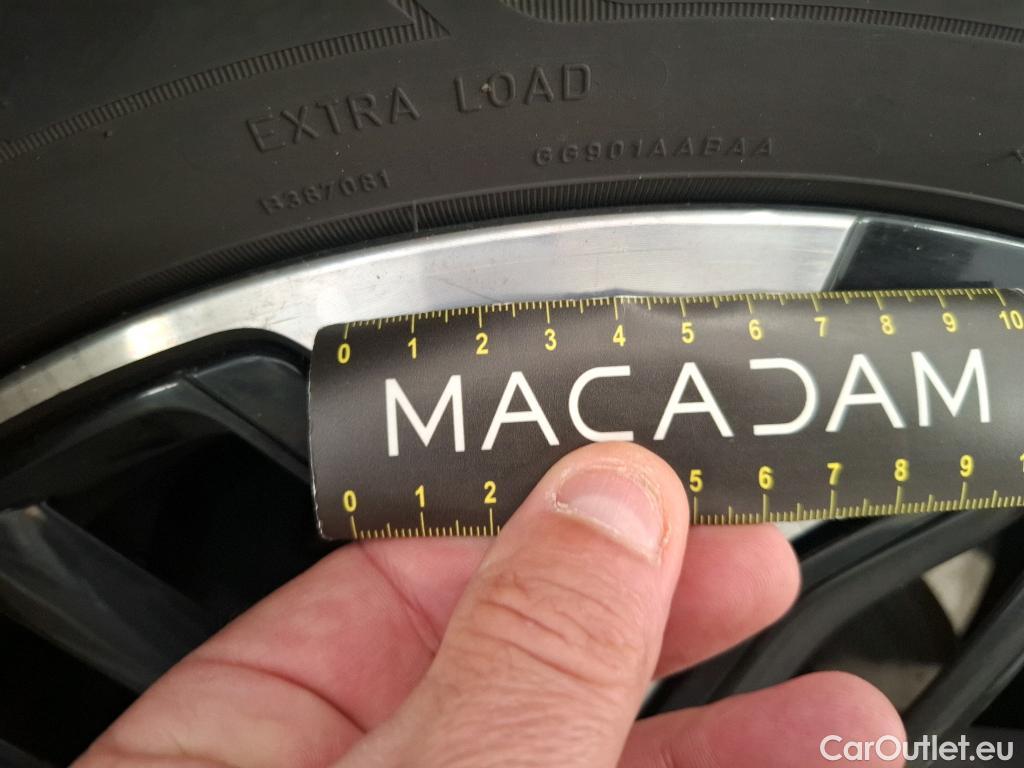 EXTRA LOAD
GG901AABAA
0 1 2 3 4 5 6 7 8 9 10
MACADAM
0 1 2 5 6 7 8 9 1
CarOutlet.eu